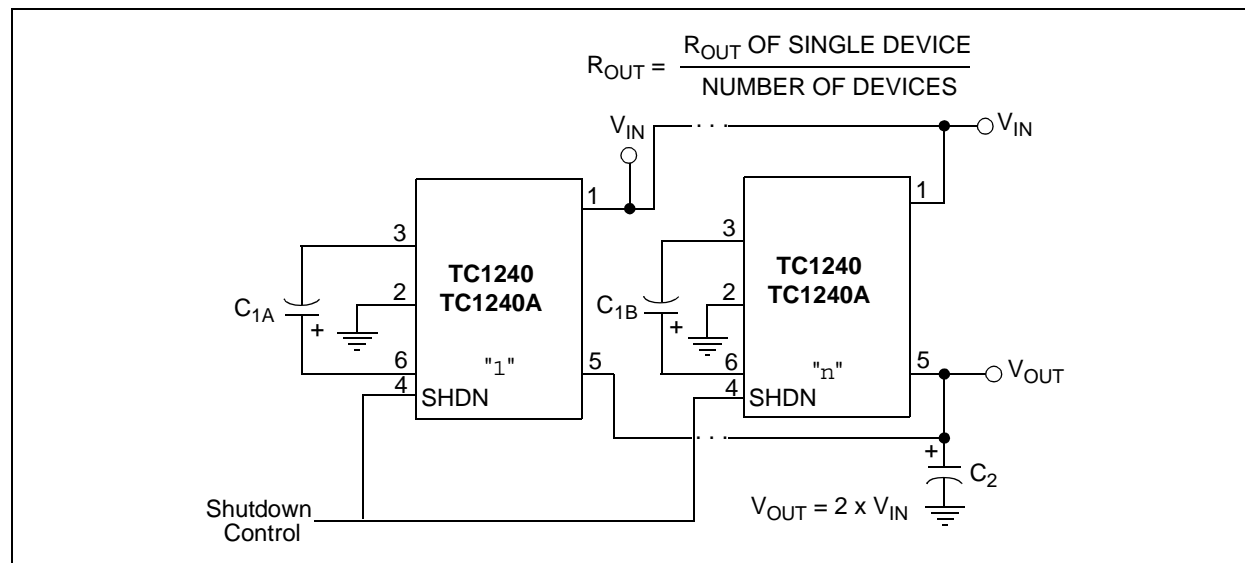 R_OUT = R_OUT OF SINGLE DEVICE
NUMBER OF DEVICES
V_IN
V_IN
1
3
TC1240
TC1240A
2
C_1A
+
6
"1"
5
4
SHDN
1
3
TC1240
TC1240A
2
C_1B
+
6
"n"
5
V_OUT
4
SHDN
+
C_2
V_OUT = 2 x V_IN
Shutdown
Control